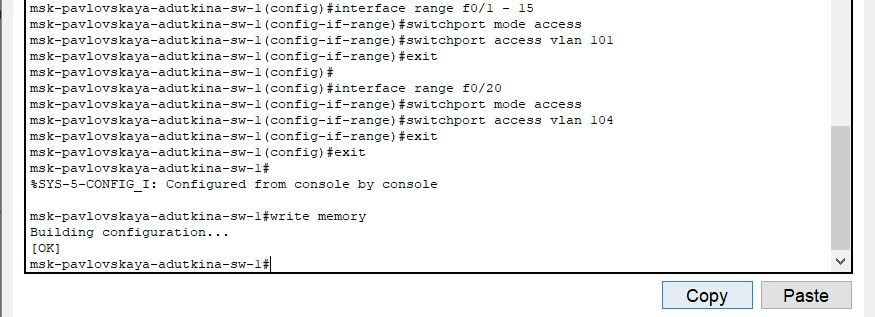 msk-pavlovskaya-adutkina-sw-1(config)#interface range f0/1 - 15
msk-pavlovskaya-adutkina-sw-1(config-if-range)#switchport mode access
msk-pavlovskaya-adutkina-sw-1(config-if-range)#switchport access vlan 101
msk-pavlovskaya-adutkina-sw-1(config-if-range)#exit
msk-pavlovskaya-adutkina-sw-1(config)#
msk-pavlovskaya-adutkina-sw-1(config)#interface range f0/20
msk-pavlovskaya-adutkina-sw-1(config-if-range)#switchport mode access
msk-pavlovskaya-adutkina-sw-1(config-if-range)#switchport access vlan 104
msk-pavlovskaya-adutkina-sw-1(config-if-range)#exit
msk-pavlovskaya-adutkina-sw-1(config)#exit
msk-pavlovskaya-adutkina-sw-1#
%SYS-5-CONFIG_I: Configured from console by console
msk-pavlovskaya-adutkina-sw-1#write memory
Building configuration...
[OK]
msk-pavlovskaya-adutkina-sw-1#
Copy
Paste